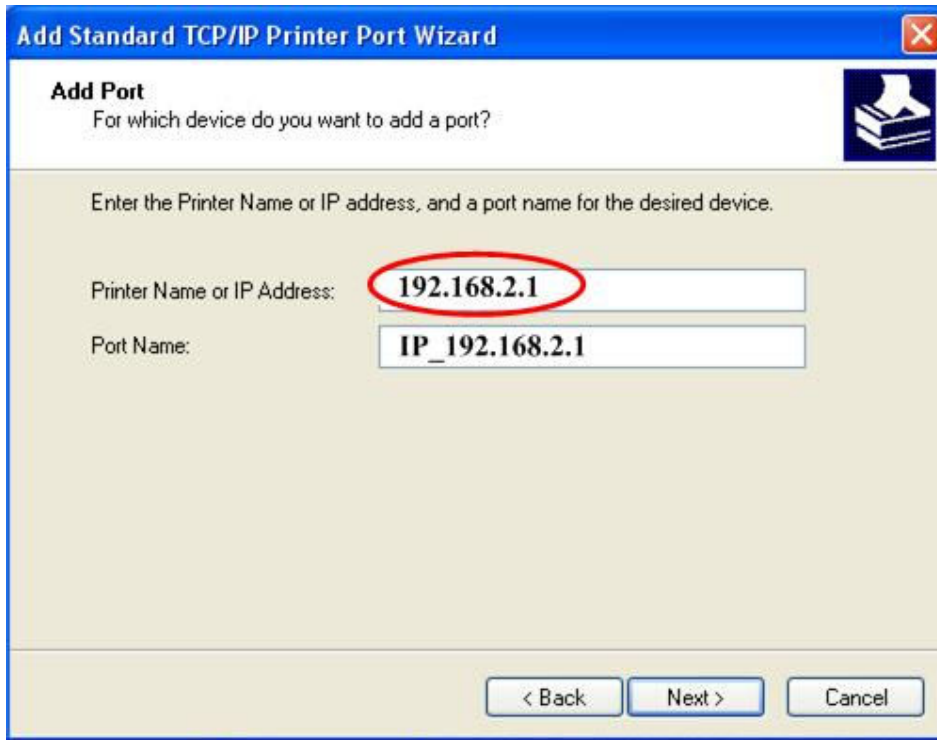 Add Standard TCP/IP Printer Port Wizard
Add Port
For which device do you want to add a port?
Enter the Printer Name or IP address, and a port name for the desired device.
Printer Name or IP Address: 192.168.2.1
Port Name: IP_192.168.2.1
< Back Next > Cancel